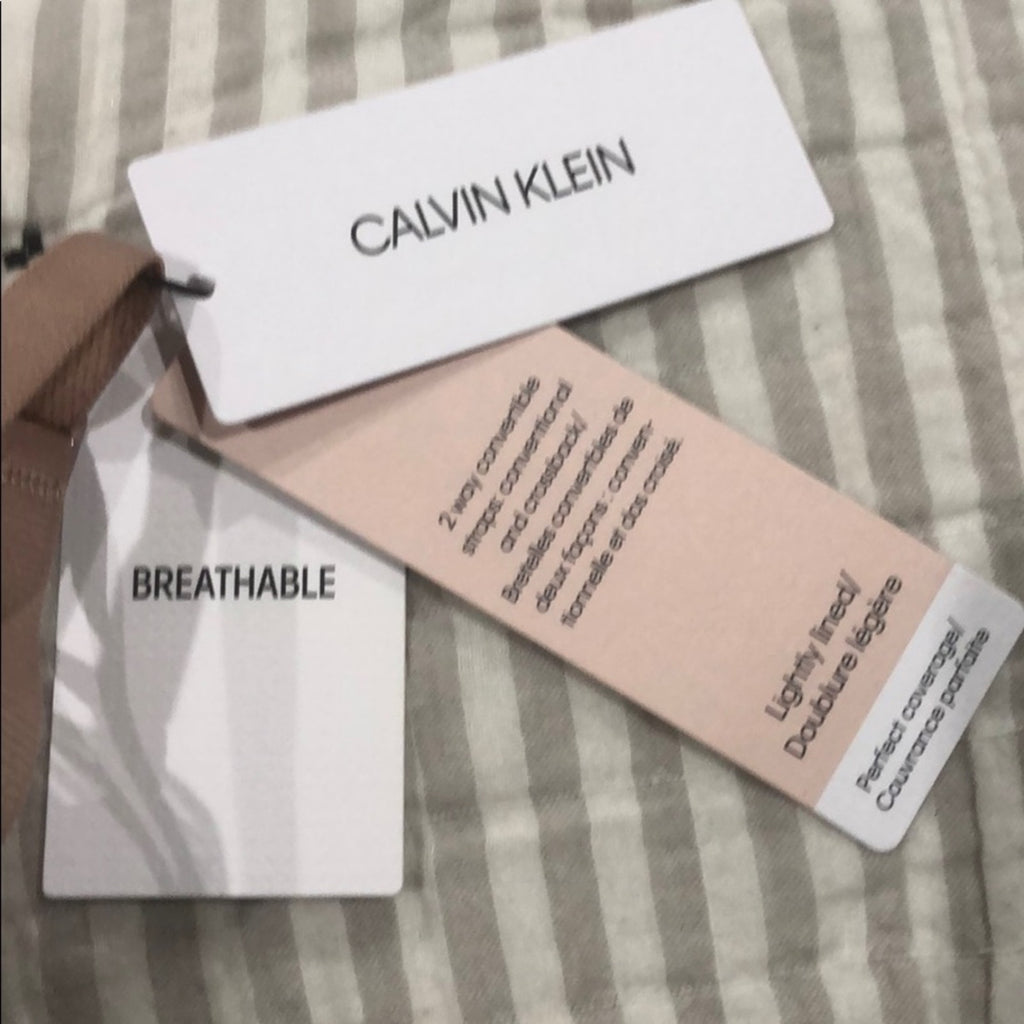 CALVIN KLEIN
2 way convertible
straps: conventional
and crossback/
Bretelles convertibles de
deux façons : conven-
tionnelle et dos croisé.
Lightly lined/
Doublure légère
Perfect coverage/
Couvrance parfaite
BREATHABLE